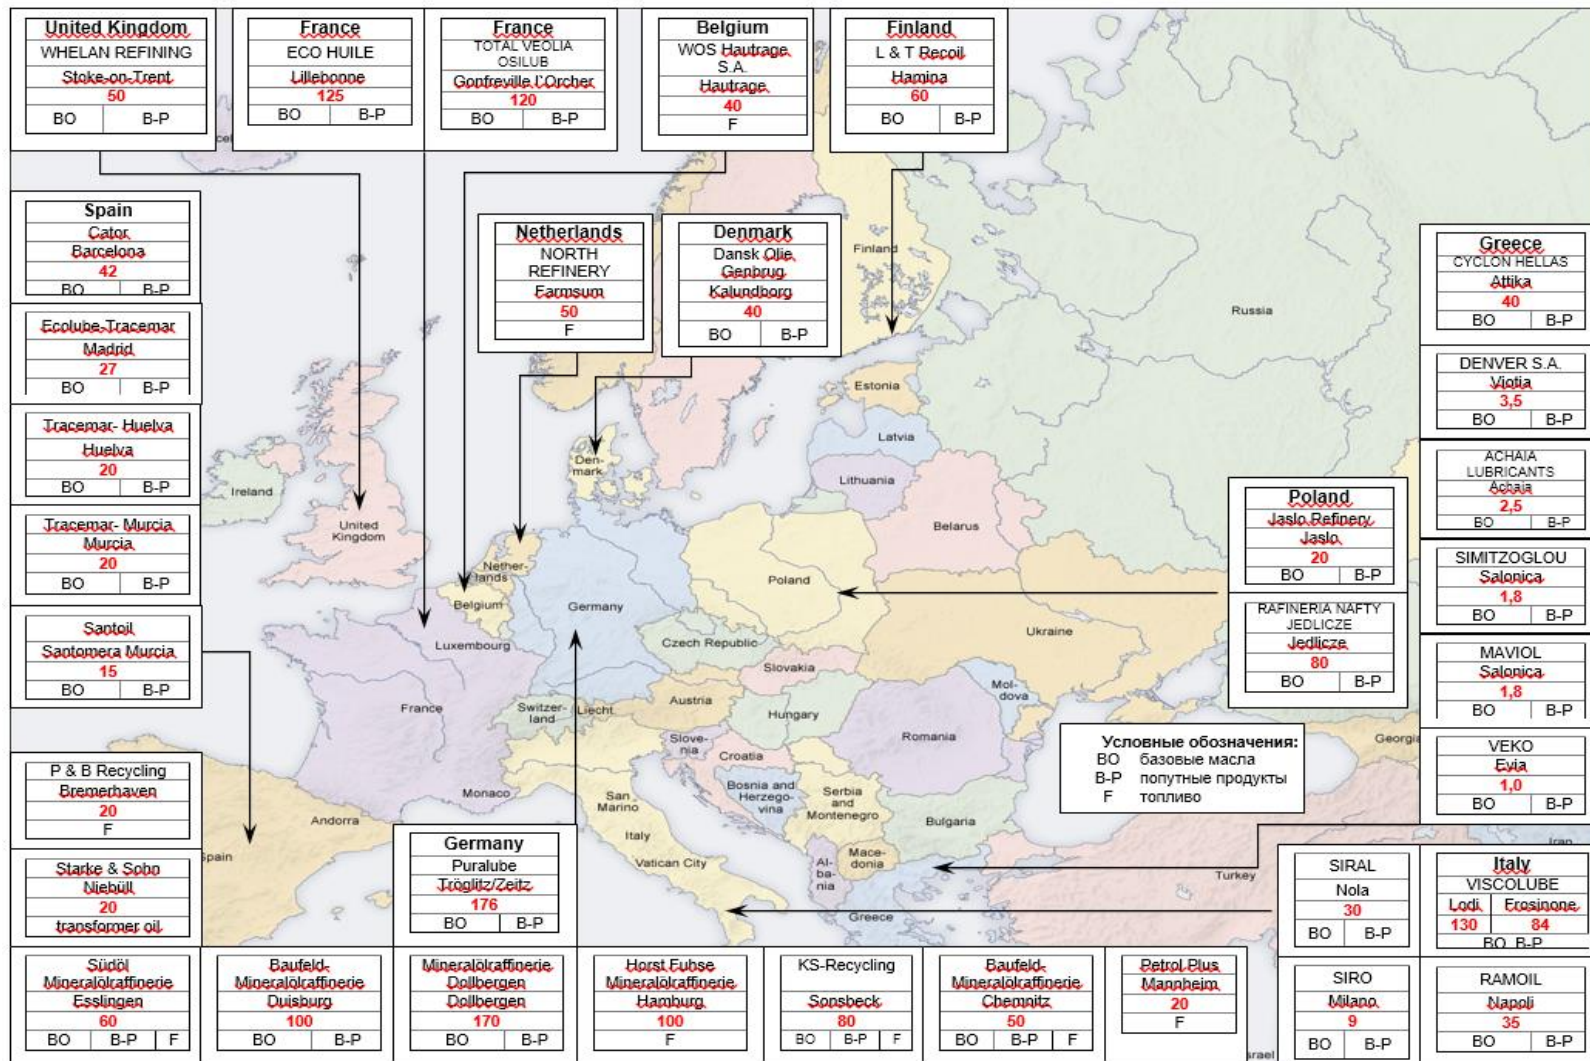 United Kingdom
WHELAN REFINING
Stoke-on-Trent
50
BO B-P
France
ECO HUILE
Lillebonne
125
BO B-P
France
TOTAL VEOLIA
OSILUB
Gonfreville l'Orcher
120
BO B-P
Belgium
WOS Hautrage
S.A.
Hautrage
40
F
Finland
L & T Recoil
Hamina
60
BO B-P
Spain
Cator
Barcelona
42
BO B-P
Ecolube-Tracemar
Madrid
27
BO B-P
Tracemar- Huelva
Huelva
20
BO B-P
Tracemar- Murcia
Murcia
20
BO B-P
Santoil
Santomera Murcia
15
BO B-P
Netherlands
NORTH
REFINERY
Farmsum
50
F
Denmark
Dansk Olie
Genbrug
Kalundborg
40
BO B-P
Greece
CYCLON HELLAS
Attika
40
BO B-P
DENVER S.A.
Viotia
3,5
BO B-P
ACHAIA
LUBRICANTS
Achaia
2,5
BO B-P
SIMITZOGLOU
Salonica
1,8
BO B-P
MAVIOL
Salonica
1,8
BO B-P
VEKO
Evia
1,0
BO B-P
Poland
Jaslo Refinery
Jaslo
20
BO B-P
RAFINERIA NAFTY
JEDLICZE
Jedlicze
80
BO B-P
Условные обозначения:
BO базовые масла
B-P попутные продукты
F топливо
Finland
Russia
Estonia
Latvia
Lithuania
Belarus
Den-
mark
Ireland
United
Kingdom
Nether-
lands
Belgium
Germany
Poland
Luxembourg
Czech Republic
Ukraine
Slovakia
Mol-
dova
France
Switzer-
land
Liecht
Austria
Hungary
Romania
Slove-
nia
Croatia
Georgia
Monaco
San
Marino
Bosnia and
Herzego-
vina
Serbia
and
Montenegro
Andorra
Italy
Bulgaria
Spain
Vatican City
Al-
ba-
nia
Mace-
donia
Turkey
Iran
Greece
Israel
P & B Recycling
Bremerhaven
20
F
Starke & Sohn
Niebüll
20
transformer oil
Germany
Puralube
Tröglitz/Zeitz
176
BO B-P
SIRAL
Nola
30
BO B-P
Italy
VISCOLUBE
Lodi Frosinone
130 84
BO B-P
Südöl
Mineralölraffinerie
Esslingen
60
BO B-P F
Baufeld-
Mineralölraffinerie
Duisburg
100
BO B-P
Mineralölraffinerie
Dollbergen
Dollbergen
170
BO B-P
Horst Fuhse
Mineralölraffinerie
Hamburg
100
F
KS-Recycling
Sonsbeck
80
BO B-P F
Baufeld-
Mineralölraffinerie
Chemnitz
50
BO B-P F
Petrol Plus
Mannheim
20
F
SIRO
Milano
9
BO B-P
RAMOIL
Napoli
35
BO B-P